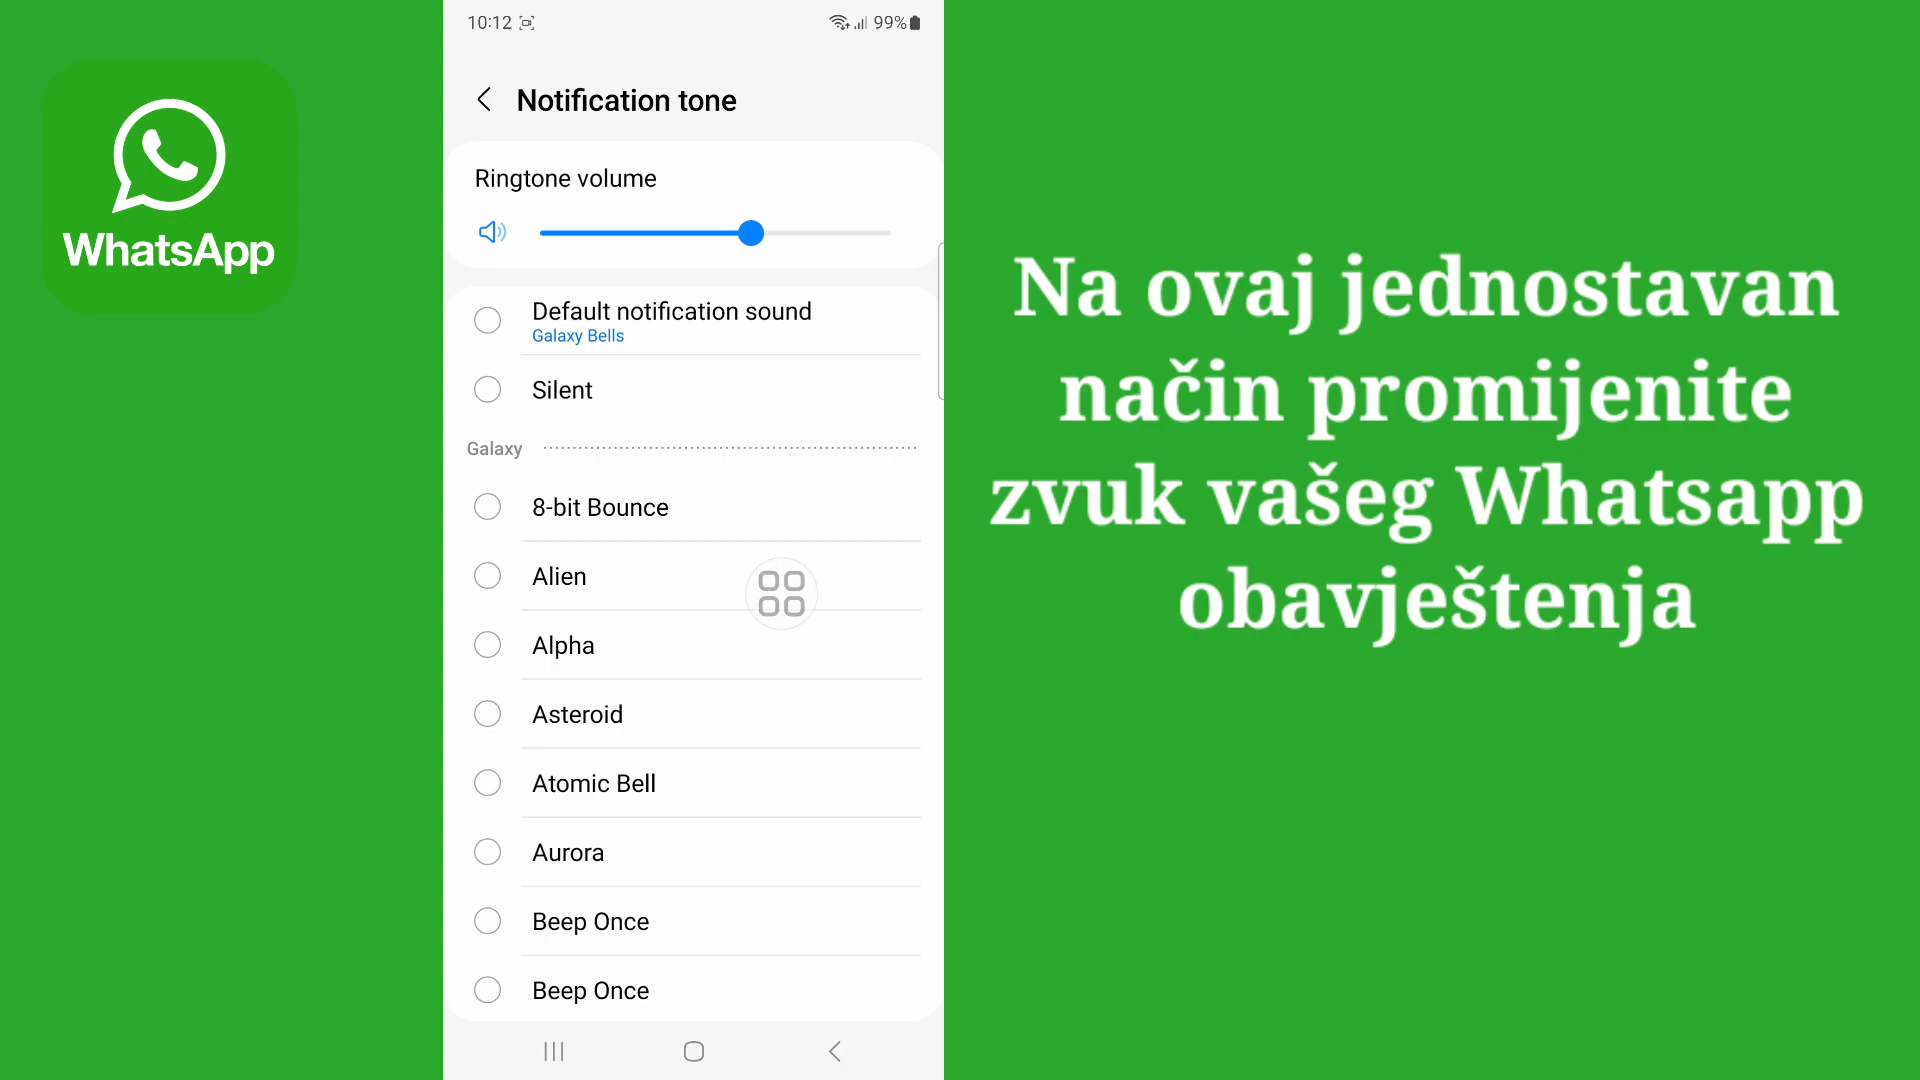 WhatsApp
10:12
99%
Notification tone
Ringtone volume
Default notification sound
Galaxy Bells
Silent
Galaxy
8-bit Bounce
Alien
Alpha
Asteroid
Atomic Bell
Aurora
Beep Once
Beep Once
Na ovaj jednostavan
način promijenite
zvuk vašeg Whatsapp
obavještenja